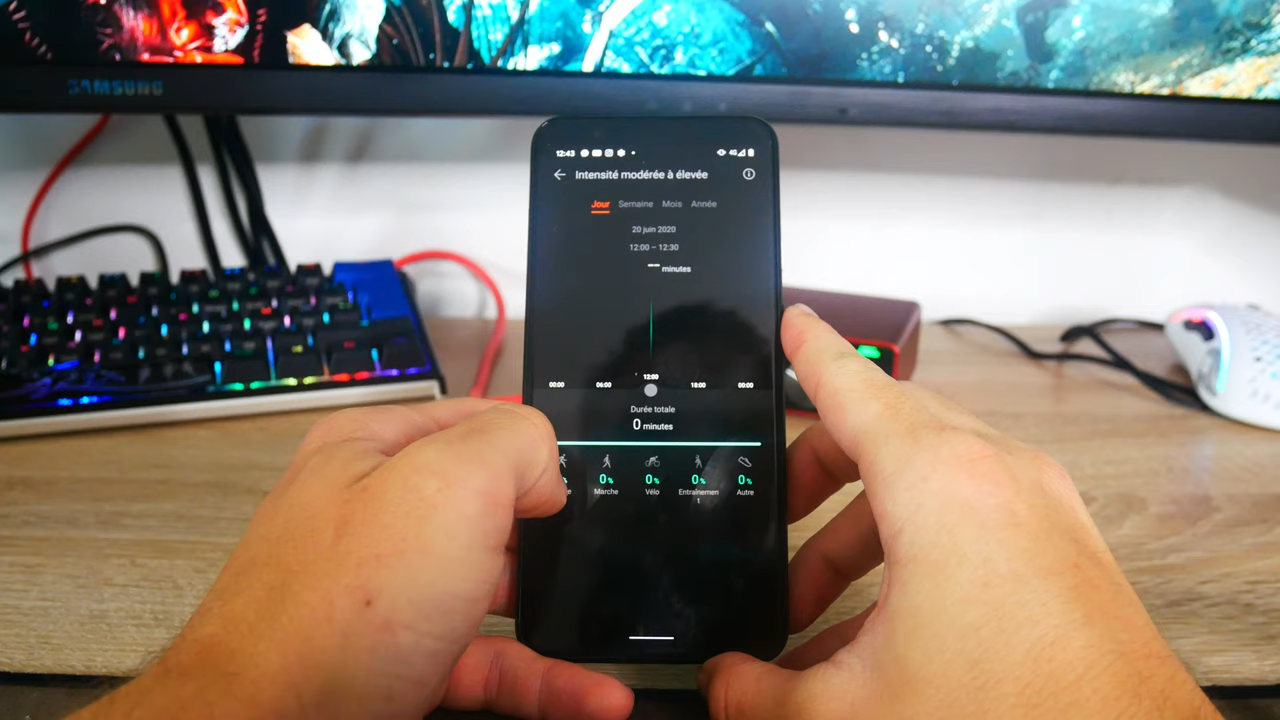 SAMSUNG
12:43 4G
Intensité modérée à élevée
Jour Semaine Mois Année
20 juin 2020
12:00 – 12:30
-- minutes
12:00
00:00 06:00 18:00 00:00
Durée totale
0 minutes
0% 0% 0% 0%
Marche Vélo Entraînemen Autre
t